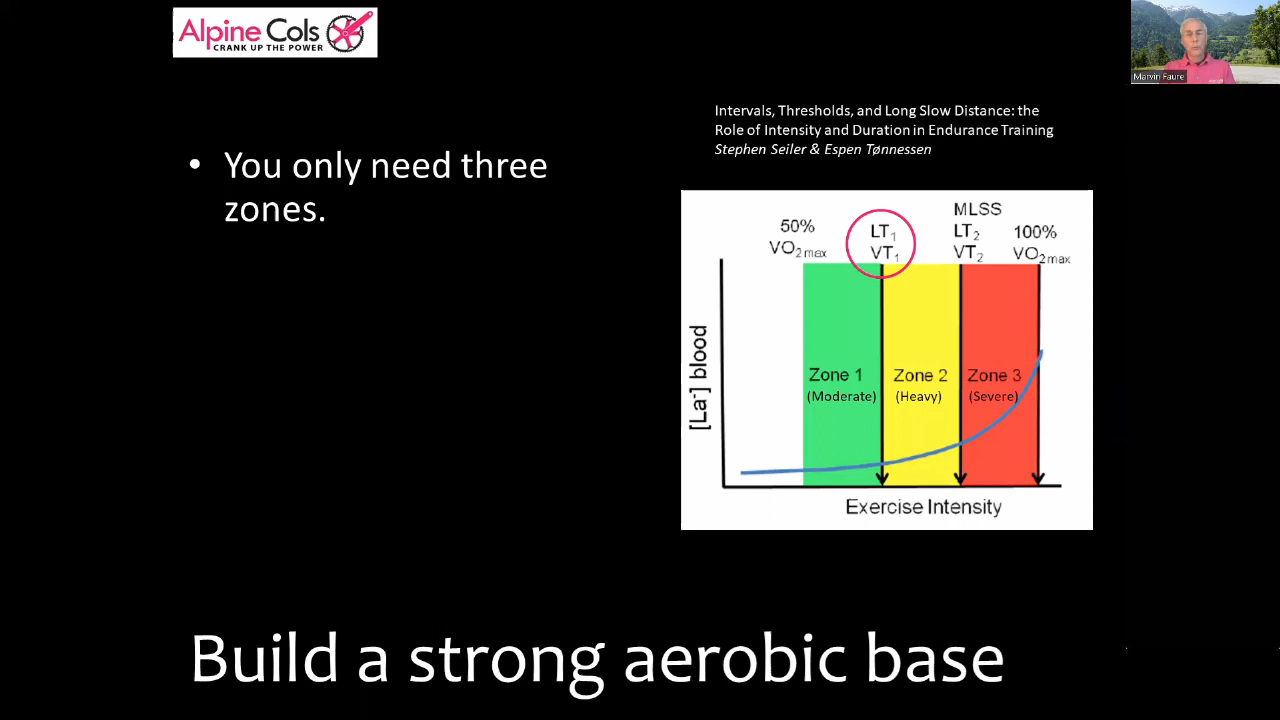 Alpine Cols
CRANK UP THE POWER
Marvin Faure
Intervals, Thresholds, and Long Slow Distance: the
Role of Intensity and Duration in Endurance Training
Stephen Seiler & Espen Tønnessen
• You only need three
zones.
50%
VO₂max
LT₁
VT₁
MLSS
LT₂
VT₂
100%
VO₂max
[La⁻] blood
Zone 1
(Moderate)
Zone 2
(Heavy)
Zone 3
(Severe)
Exercise Intensity
Build a strong aerobic base